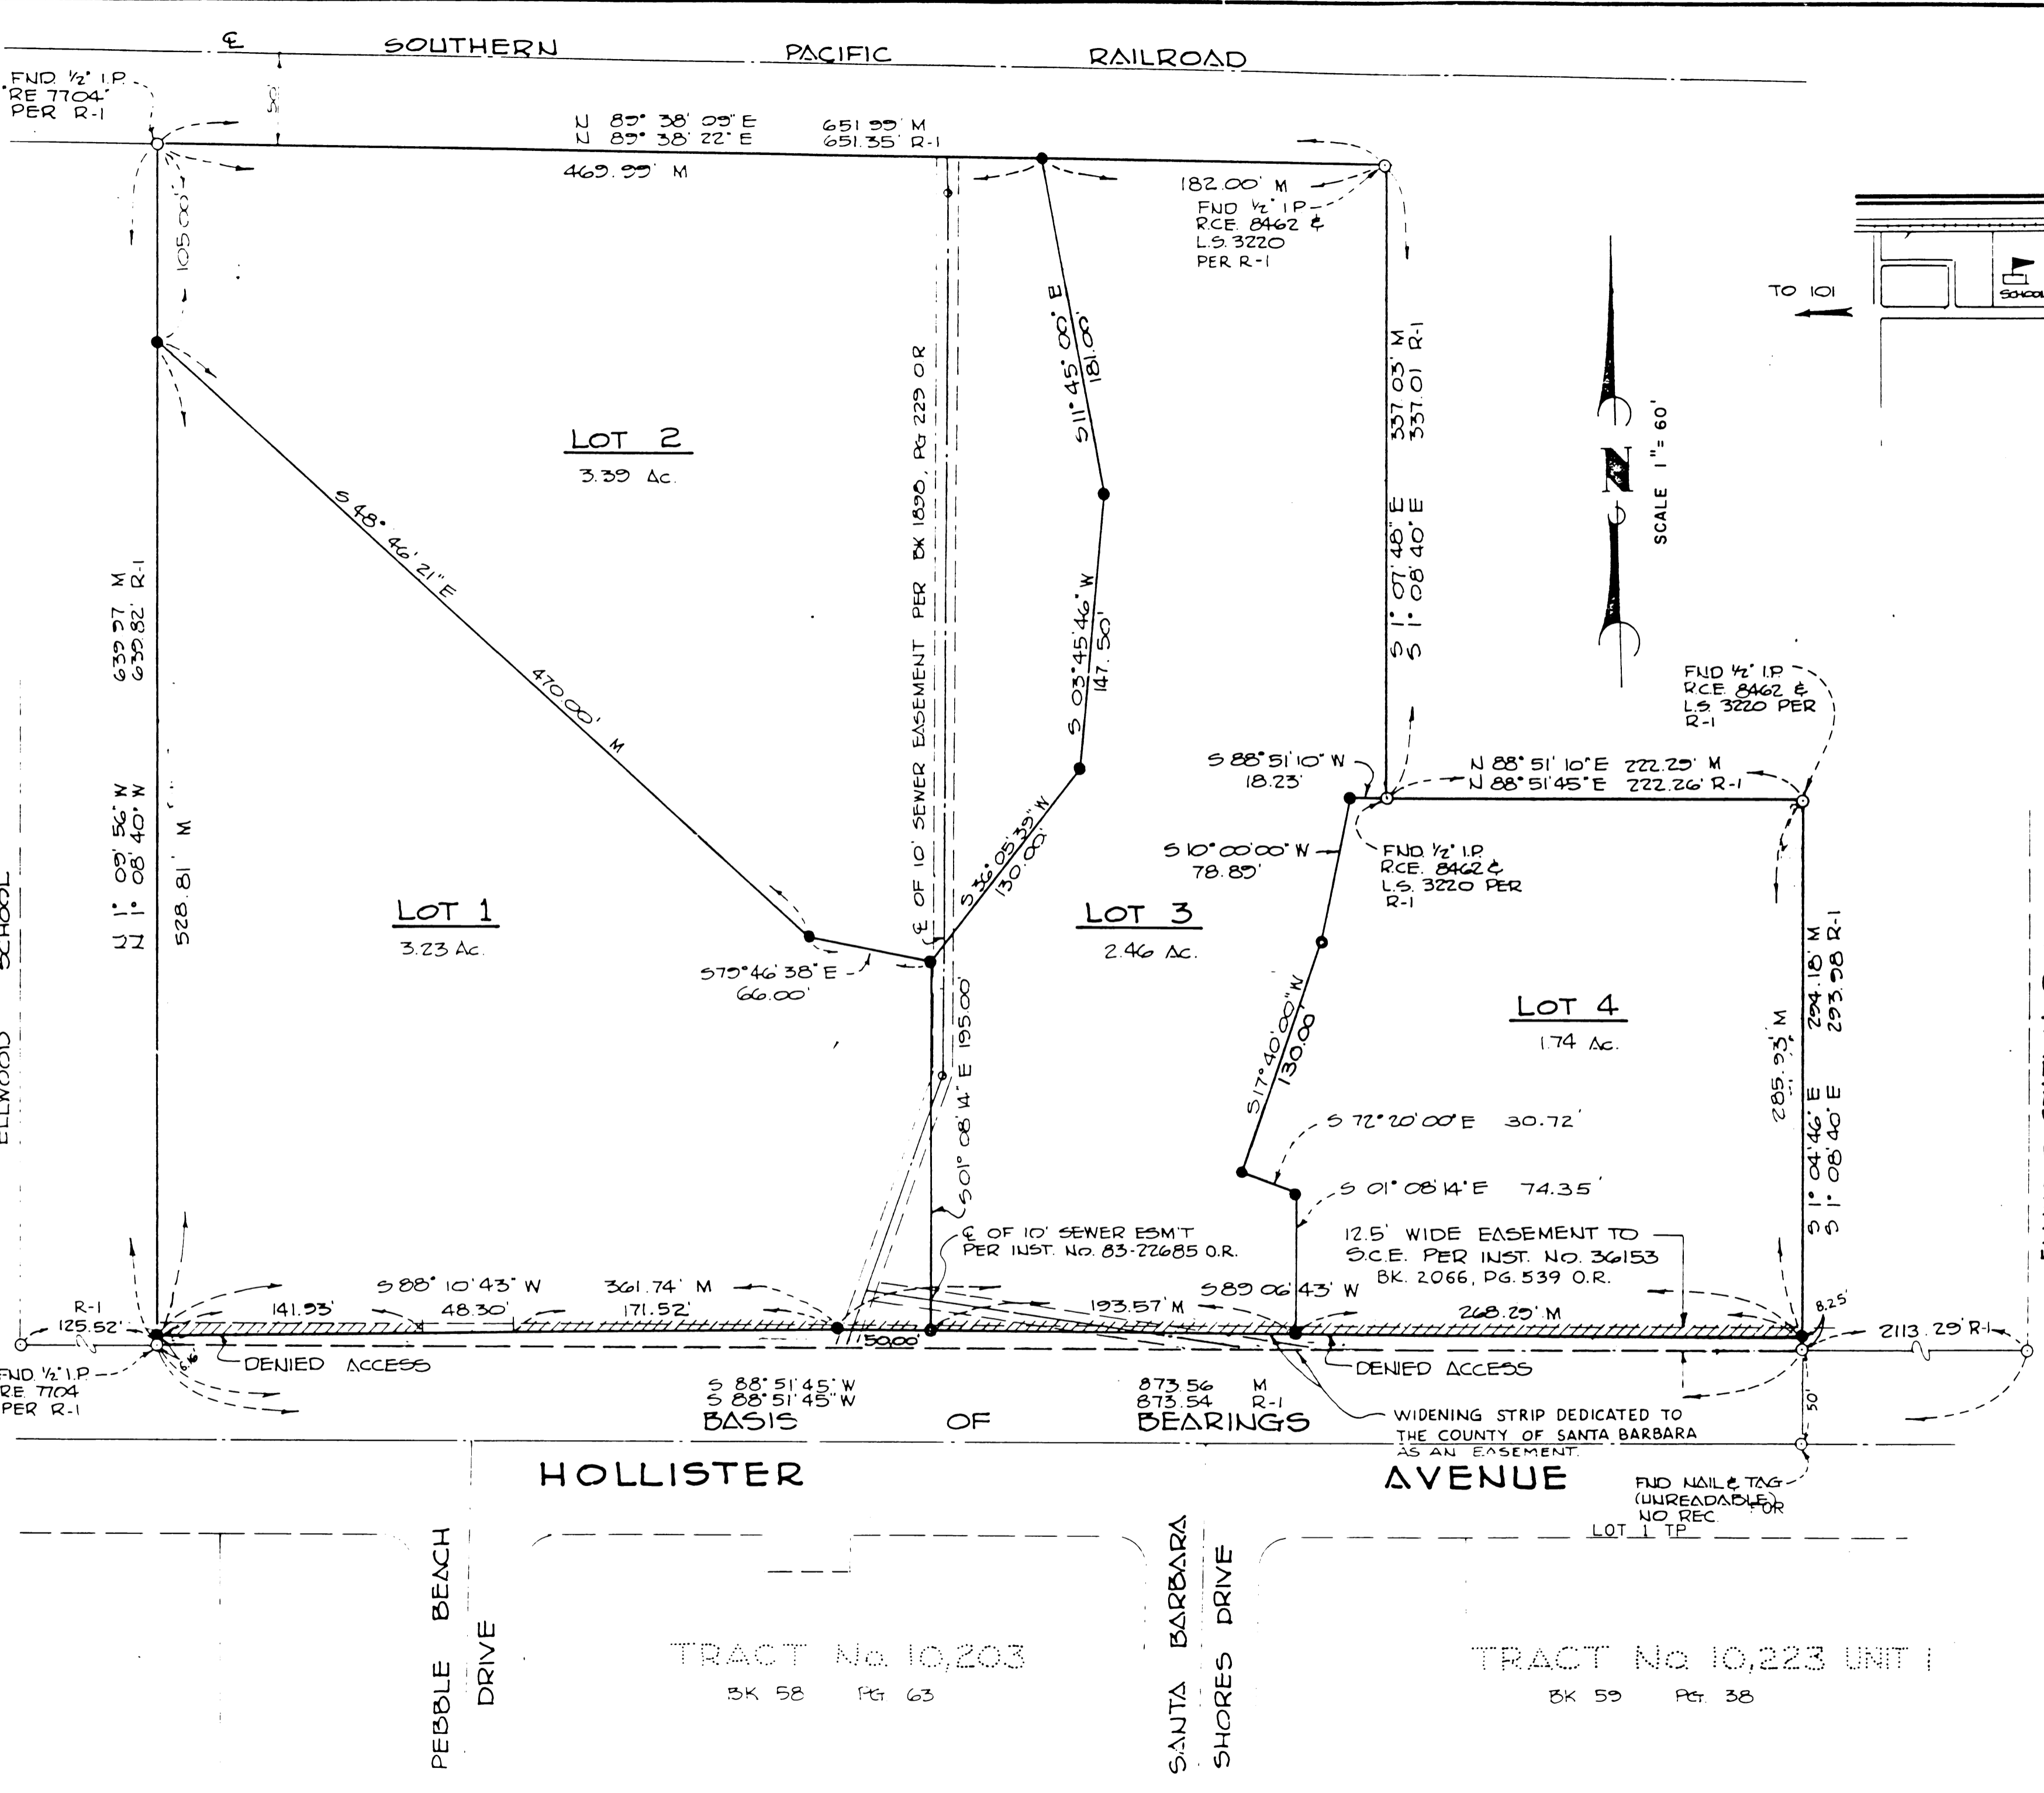 ℄ SOUTHERN PACIFIC RAILROAD
FND. 1/2" I.P.
"RE 7704"
PER R-1
50'
N 89° 38' 09" E 651.99' M
N 89° 38' 22" E 651.35' R-1
469.99' M
182.00' M
FND 1/2" I.P.
R.C.E. 8462 &
L.S. 3220
PER R-1
105.00'
TO 101
SCHOOL
S 11° 45' 00" E
181.00'
337.03' M
337.01 R-1
S 1° 07' 48" E
S 1° 08' 40" E
N
SCALE 1" = 60'
LOT 2
3.39 AC.
℄ OF 10' SEWER EASEMENT PER BK 1890, PG 229 O R
S 48° 46' 21" E
470.00' M
S 03° 45' 46" W
147.50'
639.97 M
639.82' R-1
N 1° 09' 56" W
N 1° 08' 40" W
528.81' M
FND 1/2" I.P.
R.C.E. 8462 &
L.S. 3220 PER
R-1
S 88° 51' 10" W
18.23'
N 88° 51' 10" E 222.29' M
N 88° 51' 45" E 222.26' R-1
S 36° 05' 39" W
130.00'
S 10° 00' 00" W
78.89'
FND. 1/2" I.P.
R.C.E. 8462 &
L.S. 3220 PER
R-1
LOT 1
3.23 AC.
LOT 3
2.46 AC.
S 79° 46' 38" E
66.00'
S 01° 08' 14" E 195.00'
S 17° 40' 00" W
130.00'
LOT 4
1.74 AC.
294.18' M
293.98 R-1
285.93' M
S 1° 04' 46" E
S 1° 08' 40" E
ELLWOOD SCHOOL
S 72° 20' 00" E 30.72'
S 01° 08' 14" E 74.35'
℄ OF 10' SEWER ESM'T
PER INST. NO. 83-22685 O.R.
12.5' WIDE EASEMENT TO
S.C.E. PER INST. NO. 36153
BK. 2066, PG. 539 O.R.
S 88° 10' 43" W 361.74' M
S 89 06' 43' W
141.93' 48.30' 171.52'
193.57' M
268.29' M
8.25'
R-1
125.52'
2113.29' R-1
150.00'
DENIED ACCESS
DENIED ACCESS
FND. 1/2" I.P.
R.E. 7704
PER R-1
S 88° 51' 45" W 873.56 M
S 88° 51' 45" W 873.54 R-1
BASIS OF BEARINGS
50'
WIDENING STRIP DEDICATED TO
THE COUNTY OF SANTA BARBARA
AS AN EASEMENT.
HOLLISTER AVENUE
FND NAIL & TAG
(UNREADABLE) FOR
NO REC.
LOT 1 TP
PEBBLE BEACH
DRIVE
SANTA BARBARA
SHORES DRIVE
TRACT No. 10,203
BK 58 PG 63
TRACT No. 10,223 UNIT 1
BK 59 PG. 38